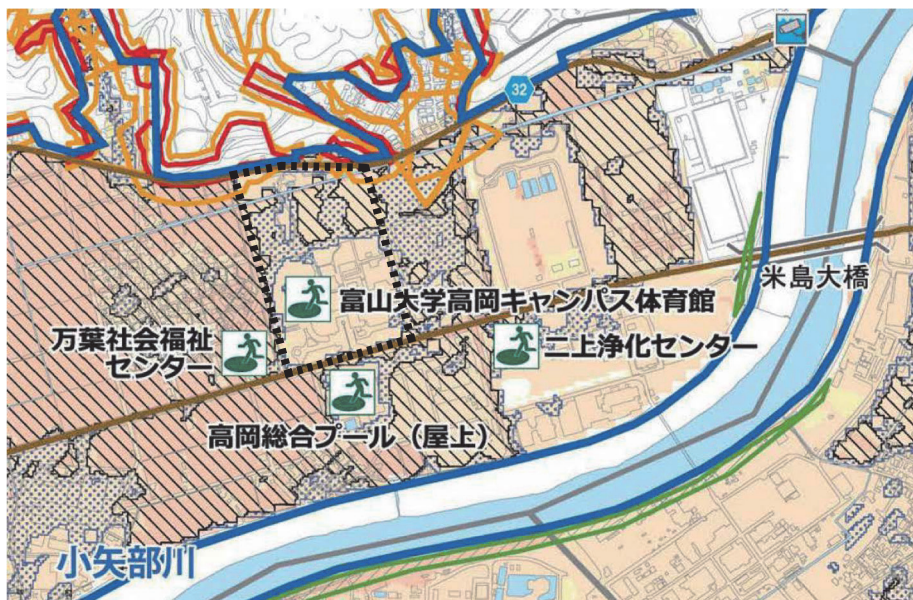 32
米島大橋
富山大学高岡キャンパス体育館
万葉社会福祉
センター
二上浄化センター
高岡総合プール（屋上）
小矢部川